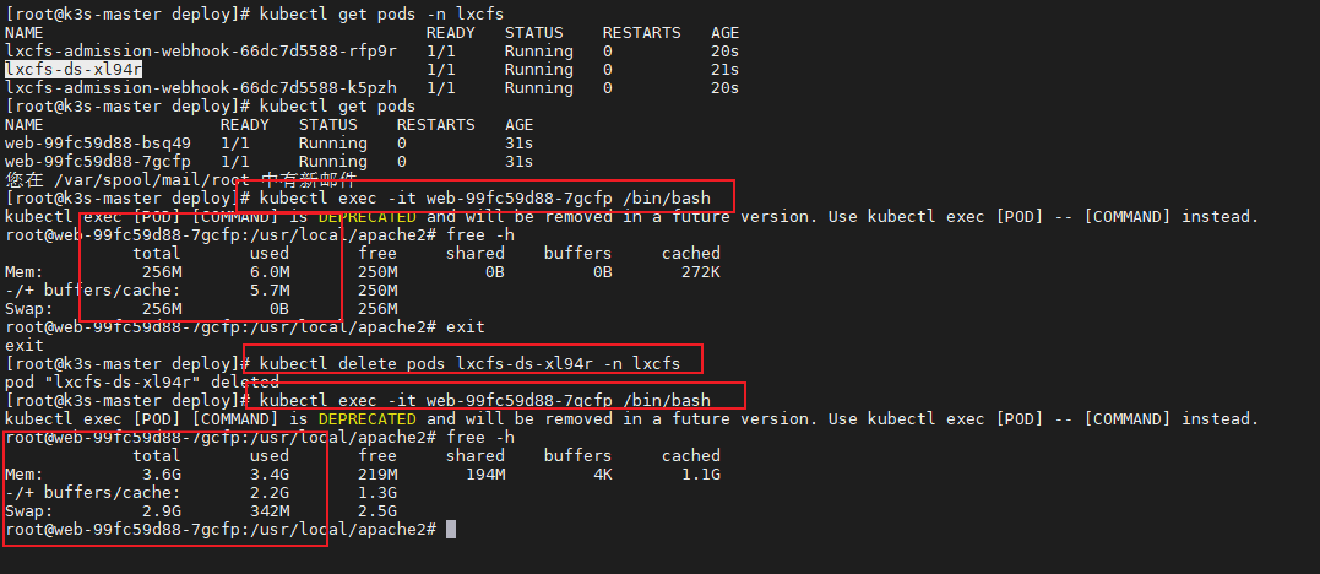 [root@k3s-master deploy]# kubectl get pods -n lxcfs
NAME READY STATUS RESTARTS AGE
lxcfs-admission-webhook-66dc7d5588-rfp9r 1/1 Running 0 20s
lxcfs-ds-xl94r 1/1 Running 0 21s
lxcfs-admission-webhook-66dc7d5588-k5pzh 1/1 Running 0 20s
[root@k3s-master deploy]# kubectl get pods
NAME READY STATUS RESTARTS AGE
web-99fc59d88-bsq49 1/1 Running 0 31s
web-99fc59d88-7gcfp 1/1 Running 0 31s
您在 /var/spool/mail/root 中有新邮件
[root@k3s-master deploy]# kubectl exec -it web-99fc59d88-7gcfp /bin/bash
kubectl exec [POD] [COMMAND] is DEPRECATED and will be removed in a future version. Use kubectl exec [POD] -- [COMMAND] instead.
root@web-99fc59d88-7gcfp:/usr/local/apache2# free -h
total used free shared buffers cached
Mem: 256M 6.0M 250M 0B 0B 272K
-/+ buffers/cache: 5.7M 250M
Swap: 256M 0B 256M
root@web-99fc59d88-7gcfp:/usr/local/apache2# exit
exit
[root@k3s-master deploy]# kubectl delete pods lxcfs-ds-xl94r -n lxcfs
pod "lxcfs-ds-xl94r" deleted
[root@k3s-master deploy]# kubectl exec -it web-99fc59d88-7gcfp /bin/bash
kubectl exec [POD] [COMMAND] is DEPRECATED and will be removed in a future version. Use kubectl exec [POD] -- [COMMAND] instead.
root@web-99fc59d88-7gcfp:/usr/local/apache2# free -h
total used free shared buffers cached
Mem: 3.6G 3.4G 219M 194M 4K 1.1G
-/+ buffers/cache: 2.2G 1.3G
Swap: 2.9G 342M 2.5G
root@web-99fc59d88-7gcfp:/usr/local/apache2#